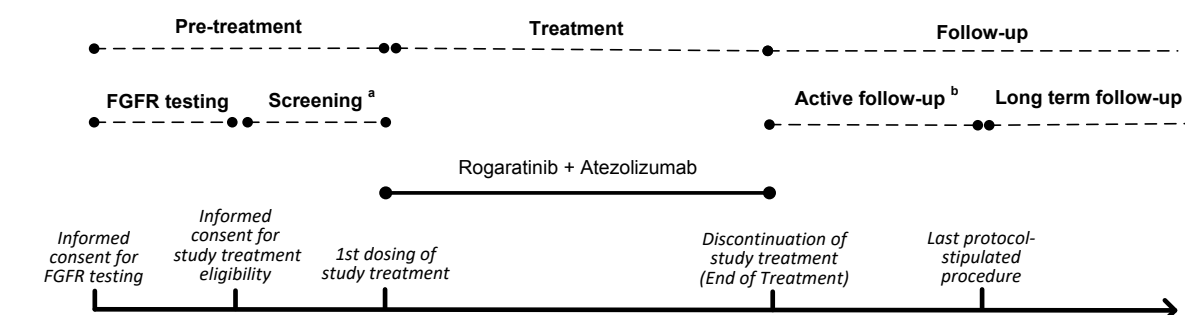 Pre-treatment Treatment Follow-up
FGFR testing Screening a Active follow-up b Long term follow-up
Rogaratinib + Atezolizumab
Informed
consent for
FGFR testing
Informed
consent for
study treatment
eligibility
1st dosing of
study treatment
Discontinuation of
study treatment
(End of Treatment)
Last protocol-
stipulated
procedure